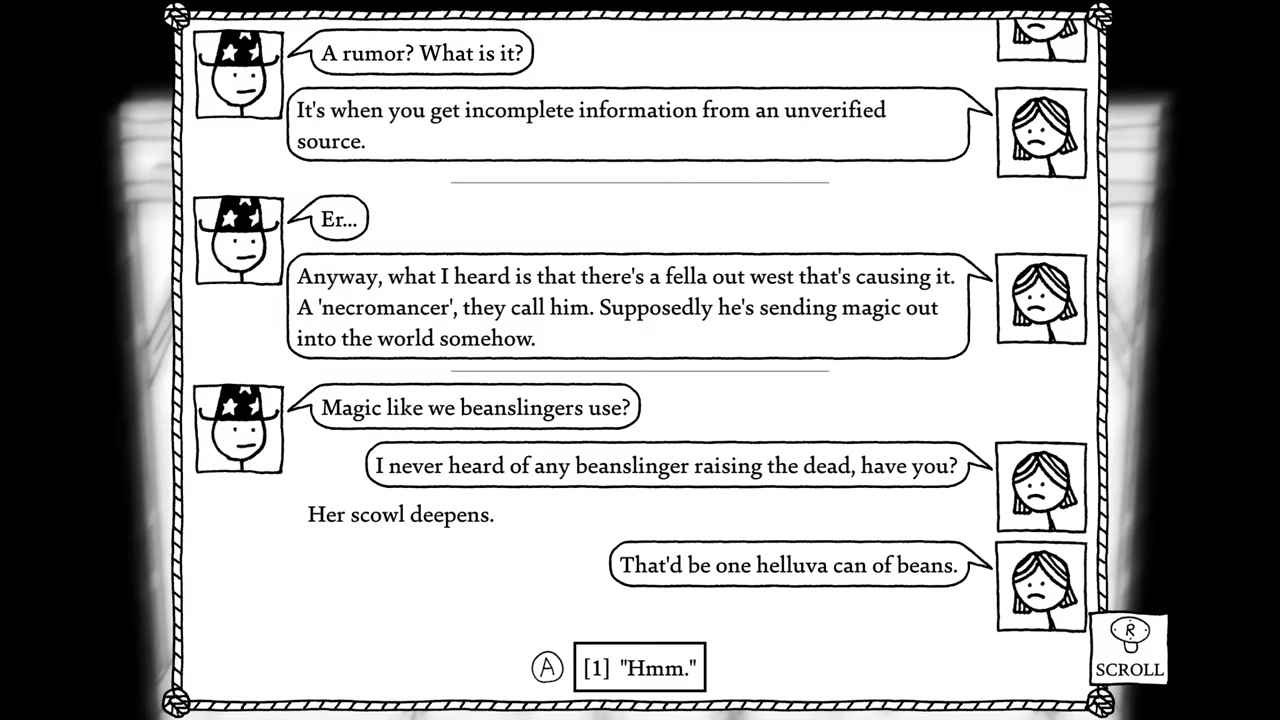 A rumor? What is it?
It's when you get incomplete information from an unverified
source.
Er...
Anyway, what I heard is that there's a fella out west that's causing it.
A 'necromancer', they call him. Supposedly he's sending magic out
into the world somehow.
Magic like we beanslingers use?
I never heard of any beanslinger raising the dead, have you?
Her scowl deepens.
That'd be one helluva can of beans.
A [1] "Hmm."
R
SCROLL